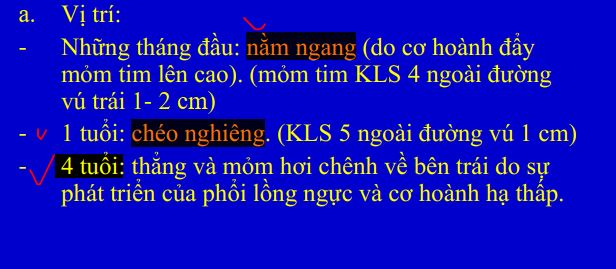 a. Vị trí:
- Những tháng đầu: nằm ngang (do cơ hoành đẩy
mỏm tim lên cao). (mỏm tim KLS 4 ngoài đường
vú trái 1- 2 cm)
- 1 tuổi: chéo nghiêng. (KLS 5 ngoài đường vú 1 cm)
- 4 tuổi: thẳng và mỏm hơi chênh về bên trái do sự
phát triển của phổi lồng ngực và cơ hoành hạ thấp.